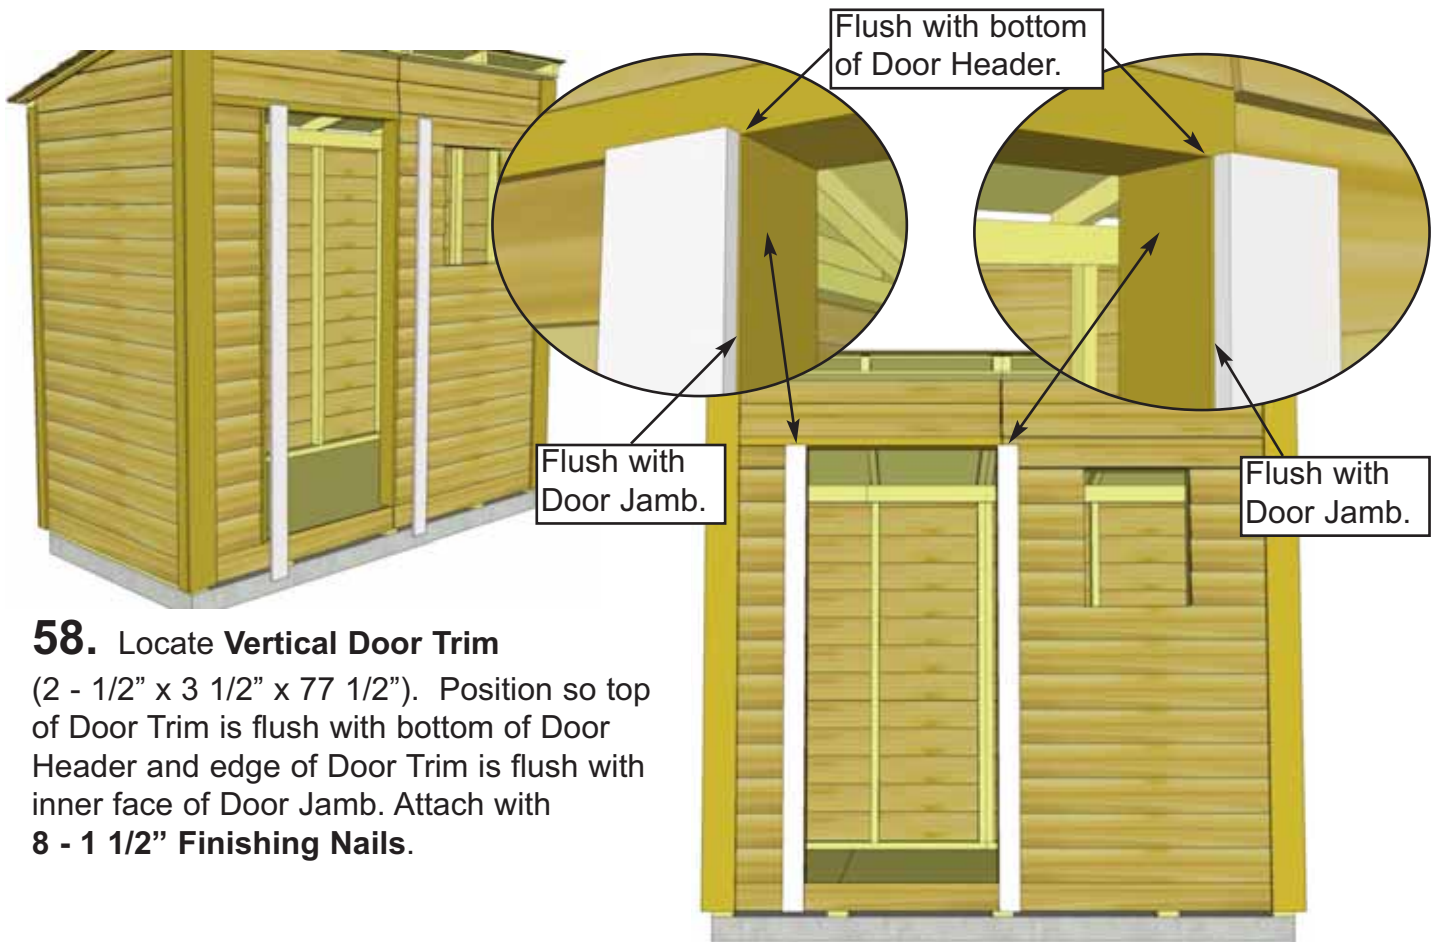 Flush with bottom
of Door Header.
Flush with
Door Jamb.
Flush with
Door Jamb.
58. Locate Vertical Door Trim
(2 - 1/2” x 3 1/2” x 77 1/2”). Position so top
of Door Trim is flush with bottom of Door
Header and edge of Door Trim is flush with
inner face of Door Jamb. Attach with
8 - 1 1/2” Finishing Nails.